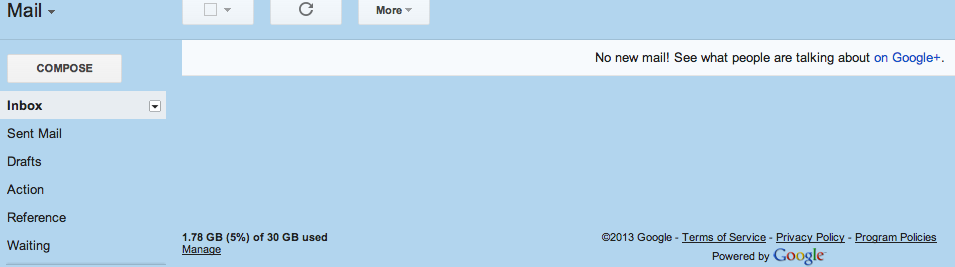 Mail
More
COMPOSE
No new mail! See what people are talking about on Google+.
Inbox
Sent Mail
Drafts
Action
Reference
Waiting
1.78 GB (5%) of 30 GB used
Manage
©2013 Google - Terms of Service - Privacy Policy - Program Policies
Powered by Google™